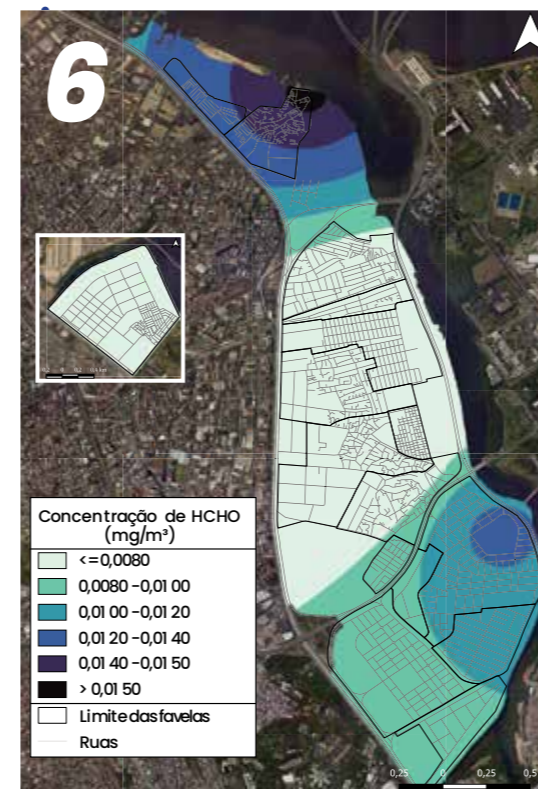 6
Concentração de HCHO
(mg/m³)
<=0,0080
0,0080 -0,01 00
0,01 00 -0,01 20
0,01 20 -0,01 40
0,01 40 -0,01 50
> 0,01 50
Limite das favelas
Ruas
0,25 0 0,25 0,5